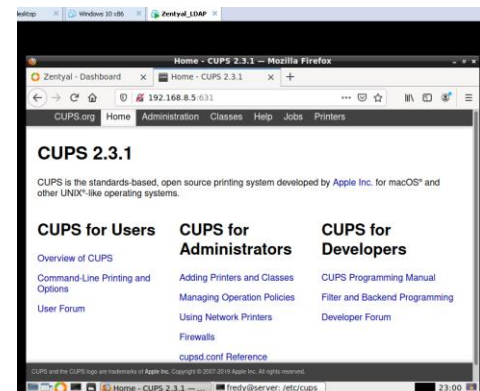 esktop
Windows 10 x86
Zentyal_LDAP
Home - CUPS 2.3.1 — Mozilla Firefox
Zentyal - Dashboard
Home - CUPS 2.3.1
192.168.8.5:631
CUPS.org Home Administration Classes Help Jobs Printers
CUPS 2.3.1
CUPS is the standards-based, open source printing system developed by Apple Inc. for macOS® and
other UNIX®-like operating systems.
CUPS for Users
Overview of CUPS
Command-Line Printing and
Options
User Forum
CUPS for
Administrators
Adding Printers and Classes
Managing Operation Policies
Using Network Printers
Firewalls
cupsd.conf Reference
CUPS for
Developers
CUPS Programming Manual
Filter and Backend Programming
Developer Forum
CUPS and the CUPS logo are trademarks of Apple Inc. Copyright © 2007-2019 Apple Inc. All rights reserved.
Home - CUPS 2.3.1 — ...
fredy@server: /etc/cups
23:00